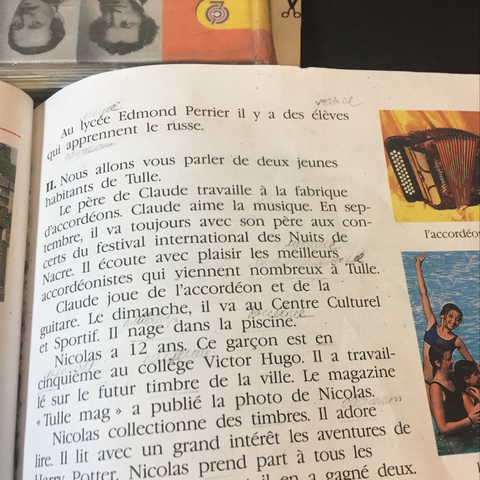 Au lycée Edmond Perrier il y a des élèves
qui apprennent le russe.
II. Nous allons vous parler de deux jeunes
habitants de Tulle.
Le père de Claude travaille à la fabrique
d'accordéons. Claude aime la musique. En sep-
tembre, il va toujours avec son père aux con-
certs du festival international des Nuits de
Nacre. Il écoute avec plaisir les meilleurs
accordéonistes qui viennent nombreux à Tulle.
Claude joue de l'accordéon et de la
guitare. Le dimanche, il va au Centre Culturel
et Sportif. Il nage dans la piscine.
Nicolas a 12 ans. Ce garçon est en
cinquième au collège Victor Hugo. Il a travail-
lé sur le futur timbre de la ville. Le magazine
« Tulle mag » a publié la photo de Nicolas.
Nicolas collectionne des timbres. Il adore
lire. Il lit avec un grand intérêt les aventures de
Harry Potter. Nicolas prend part à tous les
il en a gagné deux.
l'accordéo